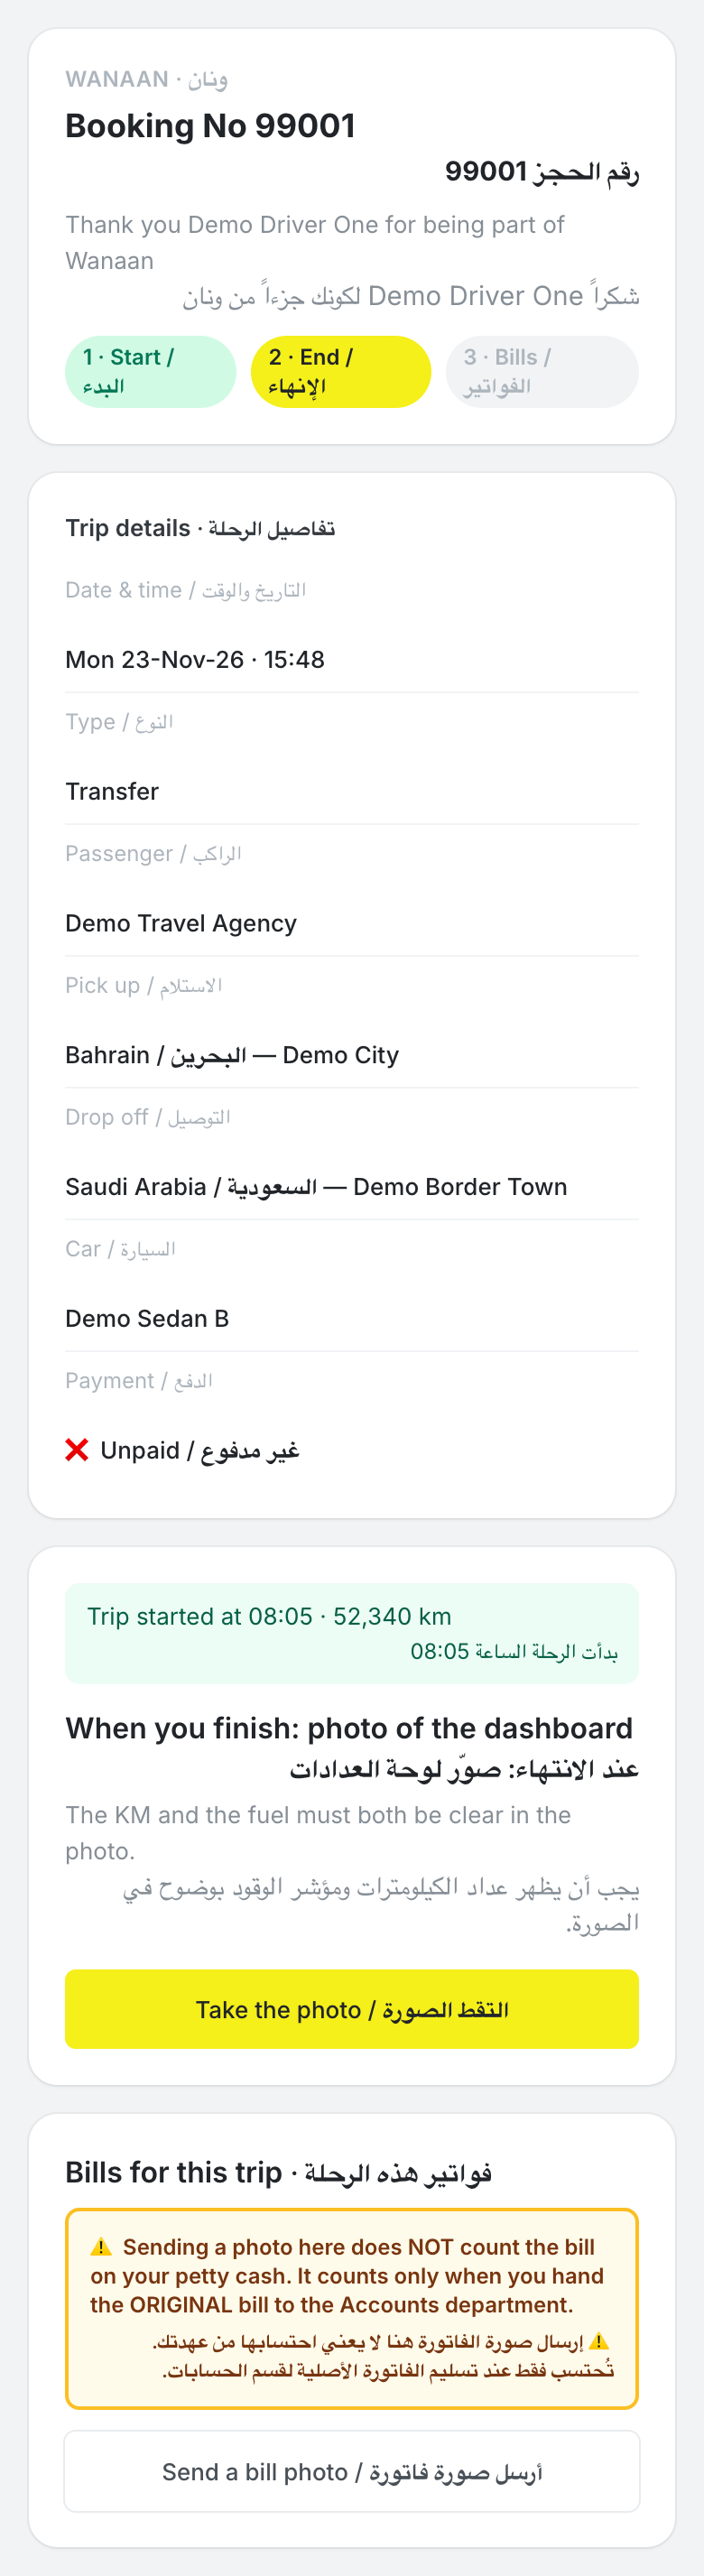 WANAAN · ونان
Booking No 99001
رقم الحجز 99001
Thank you Demo Driver One for being part of
Wanaan
شكراً Demo Driver One لكونك جزءاً من ونان
1 · Start /
البدء
2 · End /
الإنهاء
3 · Bills /
الفواتير
Trip details · تفاصيل الرحلة
Date & time / التاريخ والوقت
Mon 23-Nov-26 · 15:48
Type / النوع
Transfer
Passenger / الراكب
Demo Travel Agency
Pick up / الاستلام
Bahrain / البحرين — Demo City
Drop off / التوصيل
Saudi Arabia / السعودية — Demo Border Town
Car / السيارة
Demo Sedan B
Payment / الدفع
❌ Unpaid / غير مدفوع
Trip started at 08:05 · 52,340 km
بدأت الرحلة الساعة 08:05
When you finish: photo of the dashboard
عند الانتهاء: صوّر لوحة العدادات
The KM and the fuel must both be clear in the
photo.
يجب أن يظهر عداد الكيلومترات ومؤشر الوقود بوضوح في
الصورة.
Take the photo / التقط الصورة
Bills for this trip · فواتير هذه الرحلة
⚠️ Sending a photo here does NOT count the bill
on your petty cash. It counts only when you hand
the ORIGINAL bill to the Accounts department.
⚠️ إرسال صورة الفاتورة هنا لا يعني احتسابها من عهدتك.
تُحتسب فقط عند تسليم الفاتورة الأصلية لقسم الحسابات.
Send a bill photo / أرسل صورة فاتورة